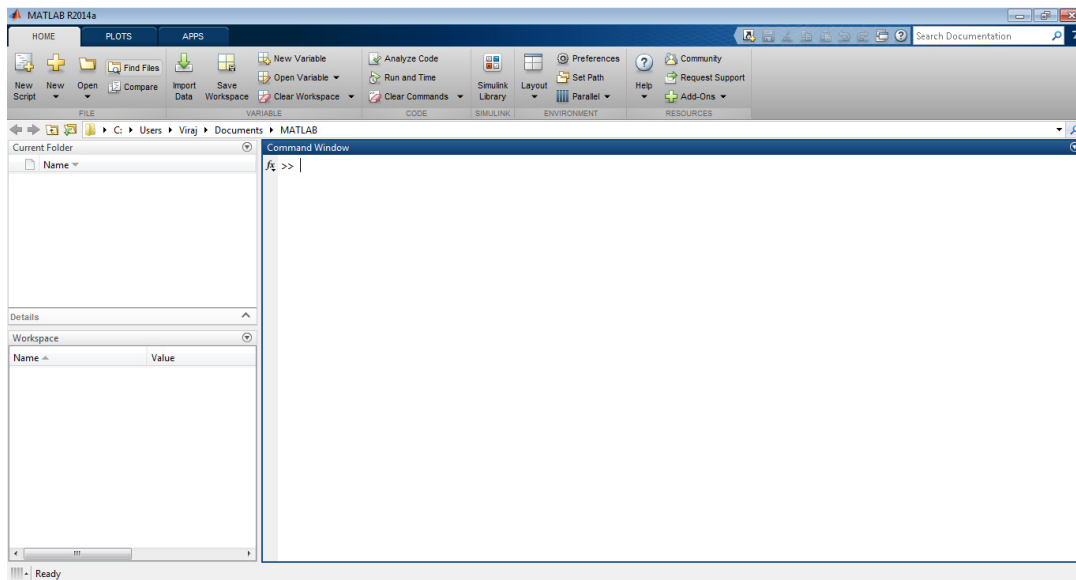 MATLAB R2014a
HOME PLOTS APPS
Search Documentation
New Script
New
Open
Find Files
Compare
Import Data
Save Workspace
New Variable
Open Variable
Clear Workspace
Analyze Code
Run and Time
Clear Commands
Simulink Library
Layout
Preferences
Set Path
Parallel
Help
Community
Request Support
Add-Ons
FILE VARIABLE CODE SIMULINK ENVIRONMENT RESOURCES
C: Users Viraj Documents MATLAB
Current Folder
Name
Details
Workspace
Name Value
Command Window
fx >>
Ready